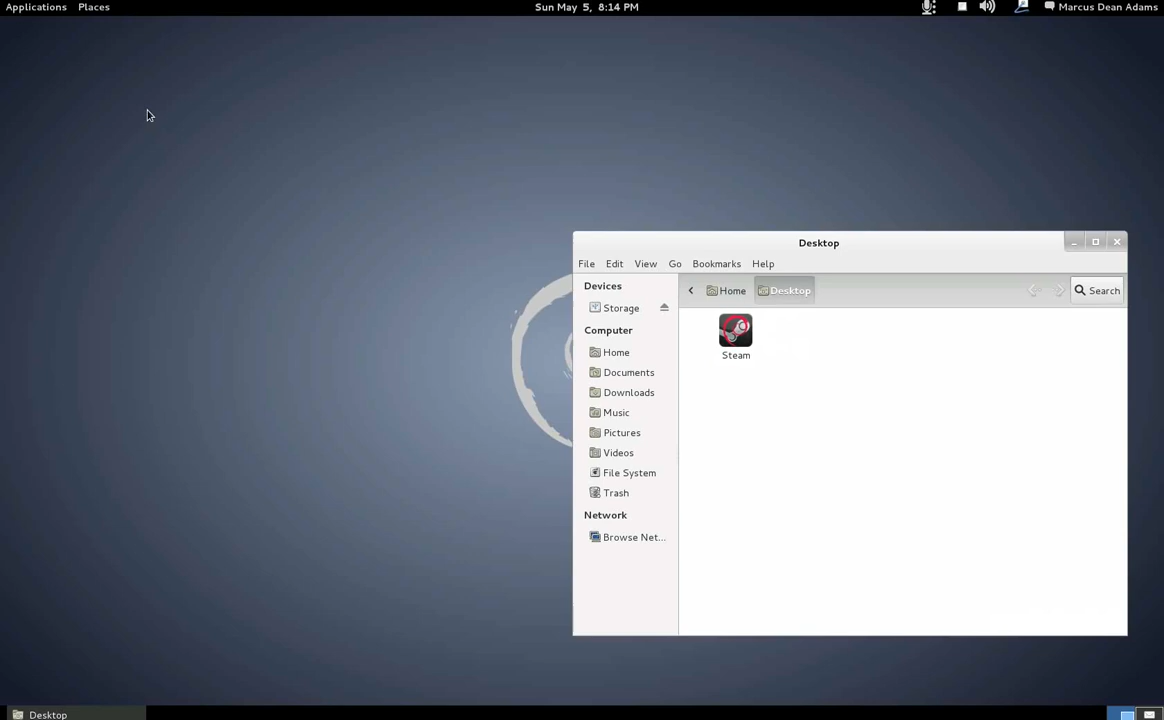 Applications Places Sun May 5, 8:14 PM Marcus Dean Adams
Desktop
File Edit View Go Bookmarks Help
Devices
Storage
Computer
Home
Documents
Downloads
Music
Pictures
Videos
File System
Trash
Network
Browse Net...
Home Desktop Search
Steam
Desktop